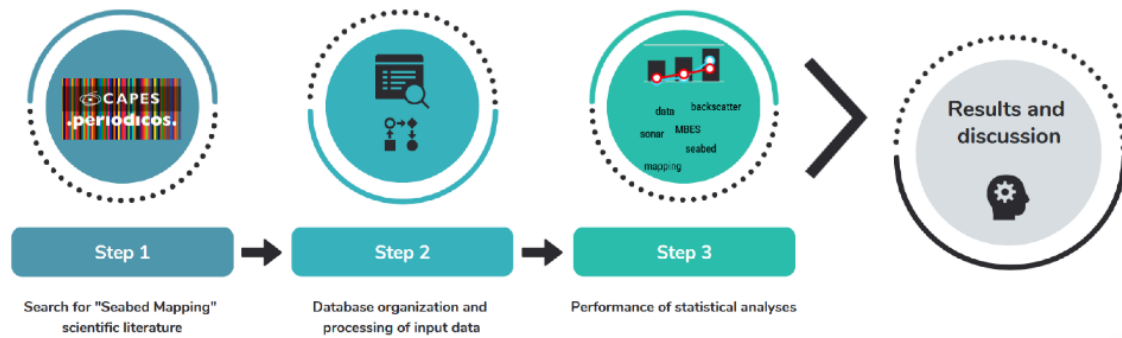 CAPES
.periodicos.
data
backscatter
sonar
MBES
seabed
mapping
Results and
discussion
Step 1
Step 2
Step 3
Search for "Seabed Mapping"
scientific literature
Database organization and
processing of input data
Performance of statistical analyses